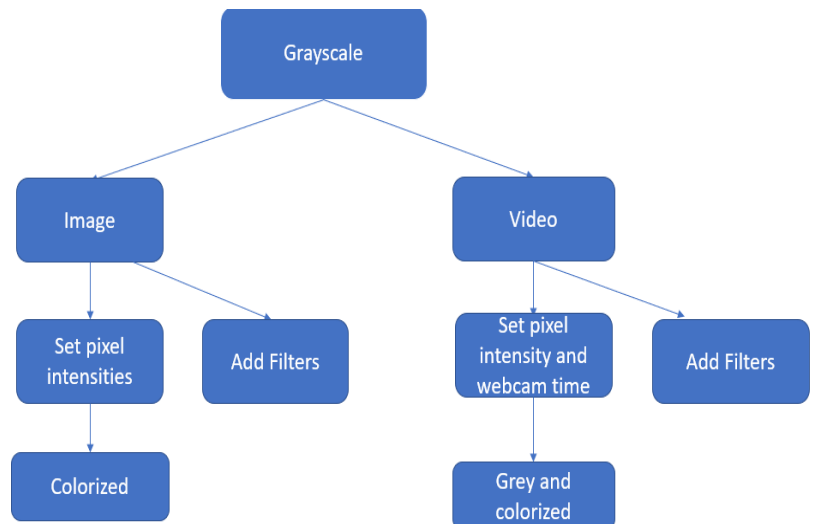 Grayscale
Image
Video
Set pixel
intensities
Add Filters
Set pixel
intensity and
webcam time
Add Filters
Colorized
Grey and
colorized